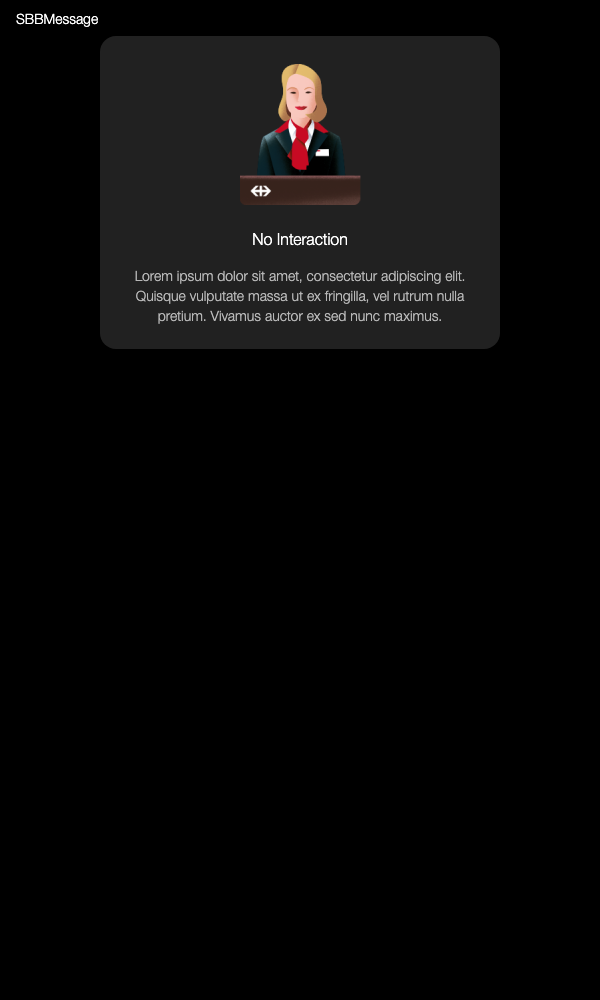 SBBMessage
No Interaction
Lorem ipsum dolor sit amet, consectetur adipiscing elit.
Quisque vulputate massa ut ex fringilla, vel rutrum nulla
pretium. Vivamus auctor ex sed nunc maximus.